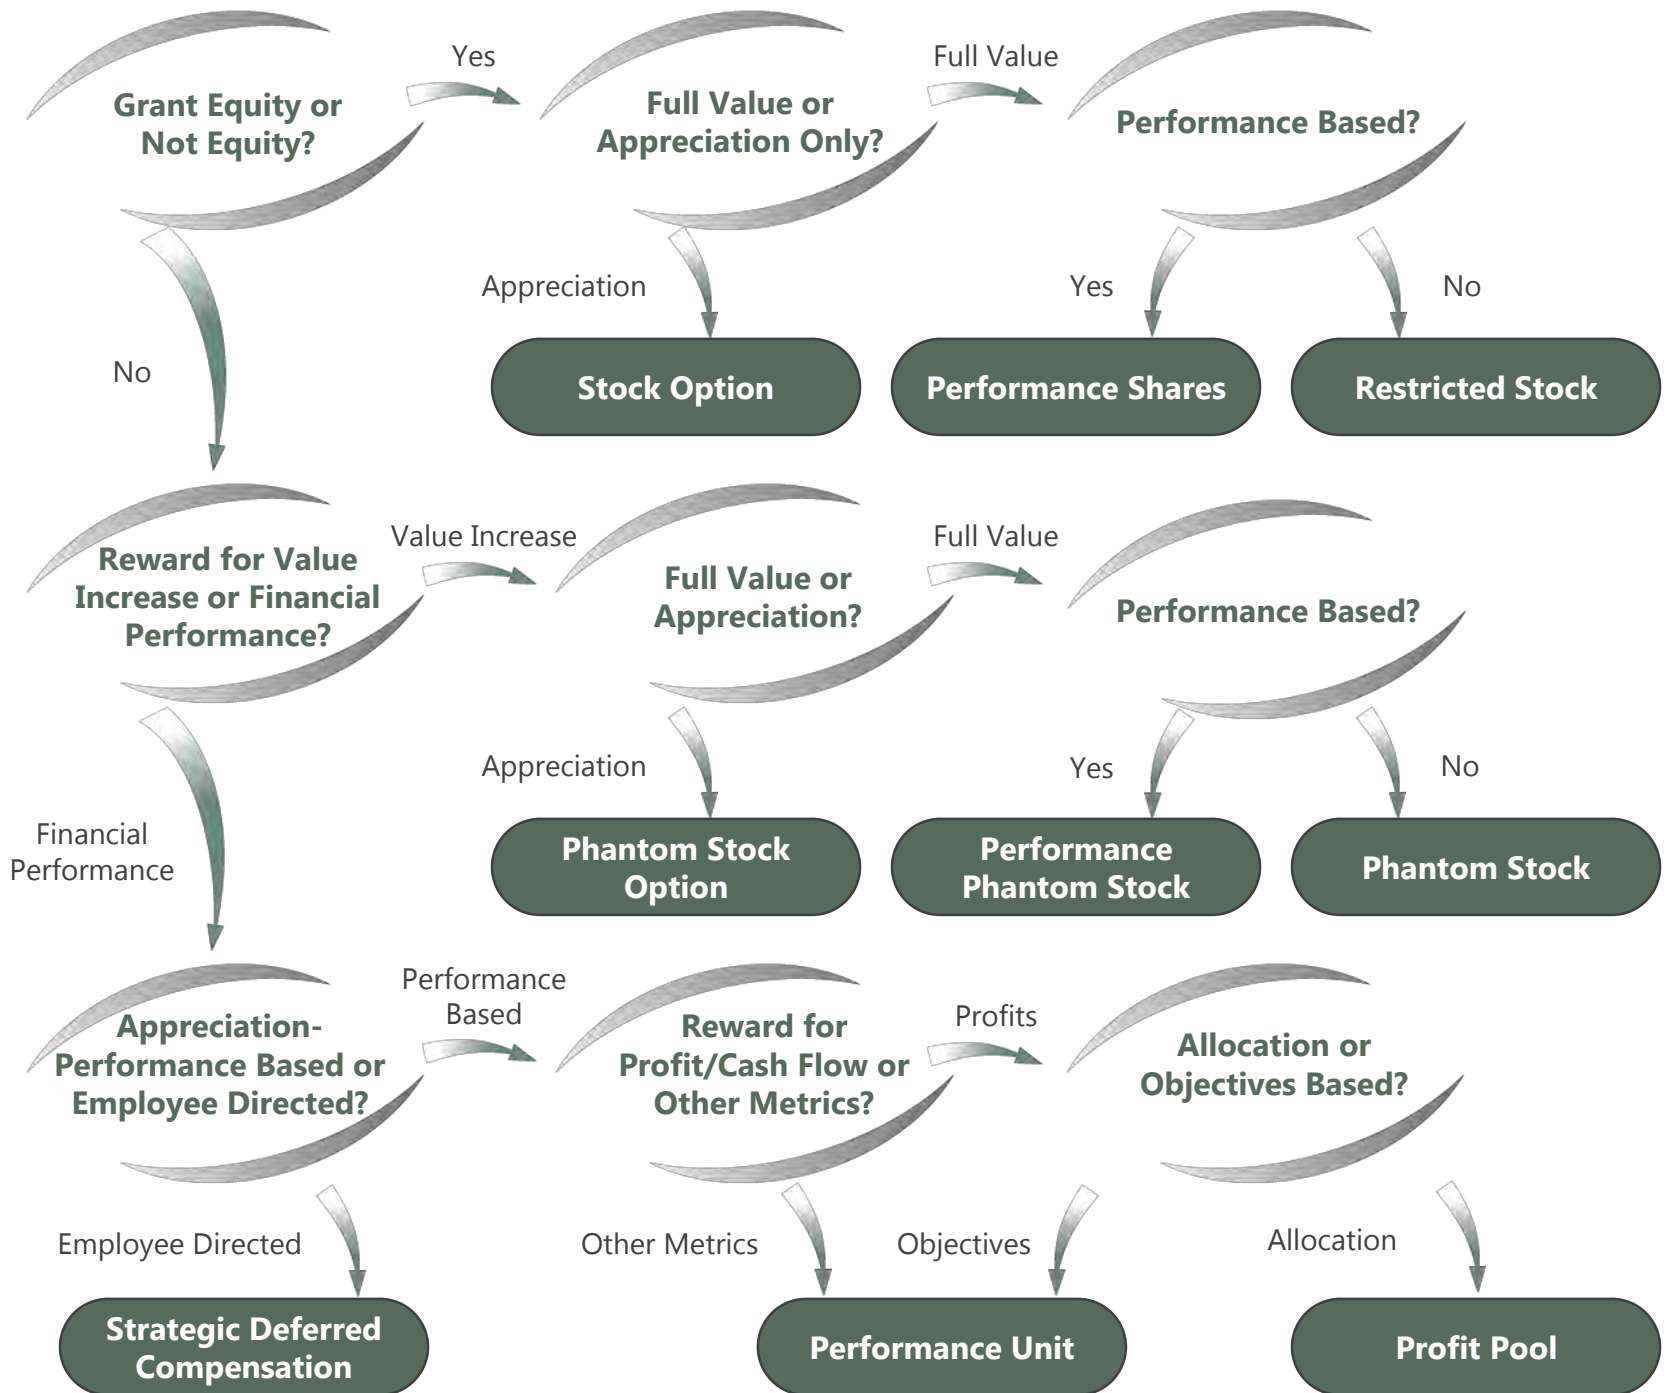 Yes
Full Value
Grant Equity or
Not Equity?
Full Value or
Appreciation Only?
Performance Based?
Appreciation
Yes
No
No
Stock Option
Performance Shares
Restricted Stock
Value Increase
Full Value
Reward for Value
Increase or Financial
Performance?
Full Value or
Appreciation?
Performance Based?
Appreciation
Yes
No
Financial
Performance
Phantom Stock
Option
Performance
Phantom Stock
Phantom Stock
Performance
Based
Profits
Appreciation-
Performance Based or
Employee Directed?
Reward for
Profit/Cash Flow or
Other Metrics?
Allocation or
Objectives Based?
Employee Directed
Other Metrics
Objectives
Allocation
Strategic Deferred
Compensation
Performance Unit
Profit Pool